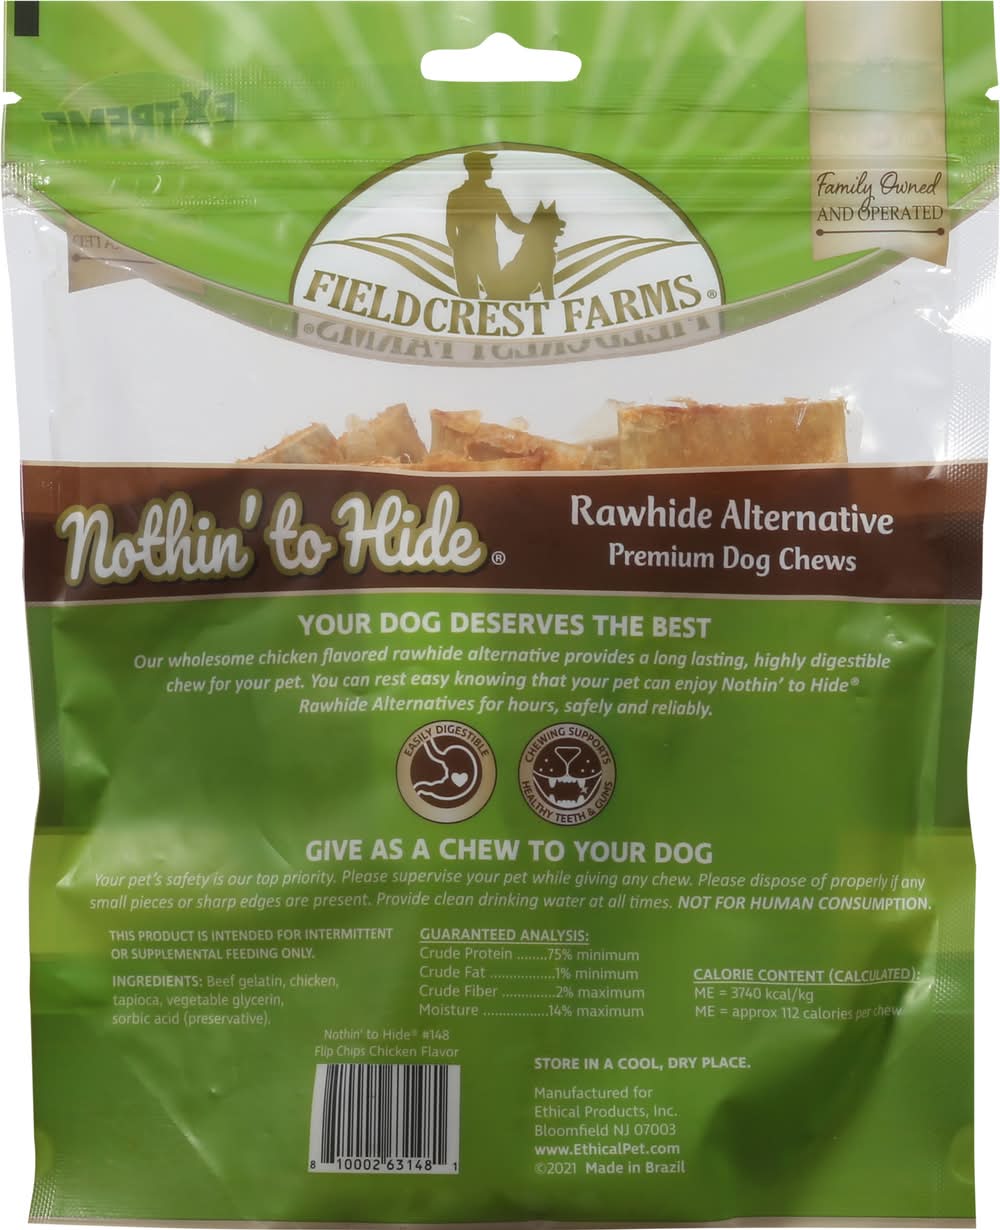 EXTREME
Family Owned
AND OPERATED
FIELDCREST FARMS®
Nothin' to Hide®
Rawhide Alternative
Premium Dog Chews
YOUR DOG DESERVES THE BEST
Our wholesome chicken flavored rawhide alternative provides a long lasting, highly digestible
chew for your pet. You can rest easy knowing that your pet can enjoy Nothin' to Hide®
Rawhide Alternatives for hours, safely and reliably.
EASILY DIGESTIBLE
CHEWING SUPPORTS
HEALTHY TEETH & GUMS
GIVE AS A CHEW TO YOUR DOG
Your pet's safety is our top priority. Please supervise your pet while giving any chew. Please dispose of properly if any
small pieces or sharp edges are present. Provide clean drinking water at all times. NOT FOR HUMAN CONSUMPTION.
THIS PRODUCT IS INTENDED FOR INTERMITTENT
OR SUPPLEMENTAL FEEDING ONLY.
INGREDIENTS: Beef gelatin, chicken,
tapioca, vegetable glycerin,
sorbic acid (preservative).
GUARANTEED ANALYSIS:
Crude Protein ........75% minimum
Crude Fat ..................1% minimum
Crude Fiber ...............2% maximum
Moisture ..................14% maximum
CALORIE CONTENT (CALCULATED):
ME = 3740 kcal/kg
ME = approx 112 calories per chew
Nothin' to Hide® #148
Flip Chips Chicken Flavor
8 10002 63148 1
STORE IN A COOL, DRY PLACE.
Manufactured for
Ethical Products, Inc.
Bloomfield NJ 07003
www.EthicalPet.com
©2021 Made in Brazil